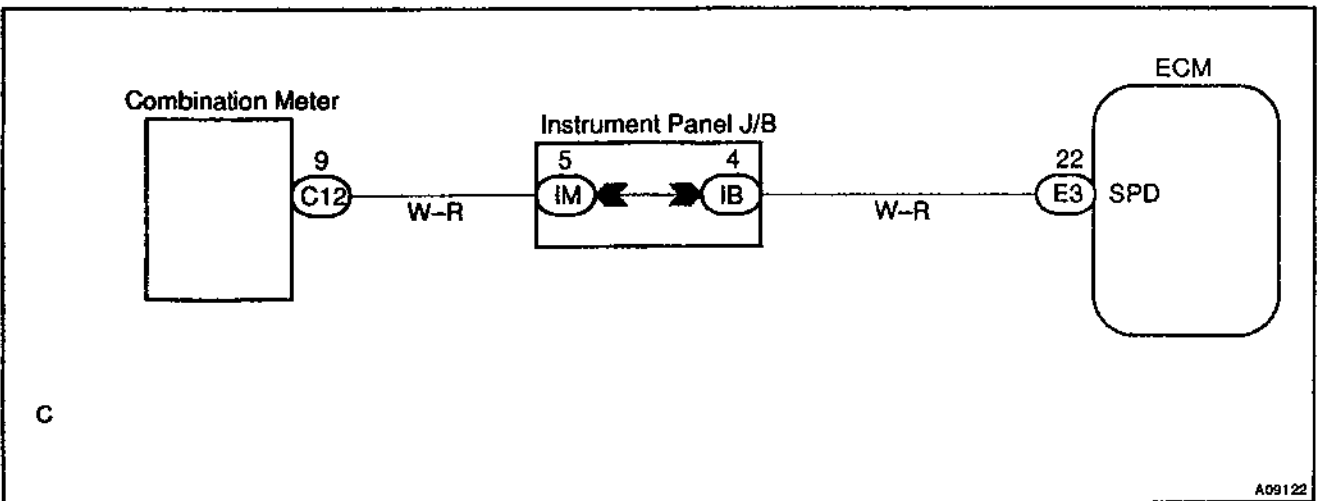 ECM
Combination Meter
Instrument Panel J/B
9
5
4
22
C12
W–R
IM
IB
W–R
E3
SPD
C
A09122